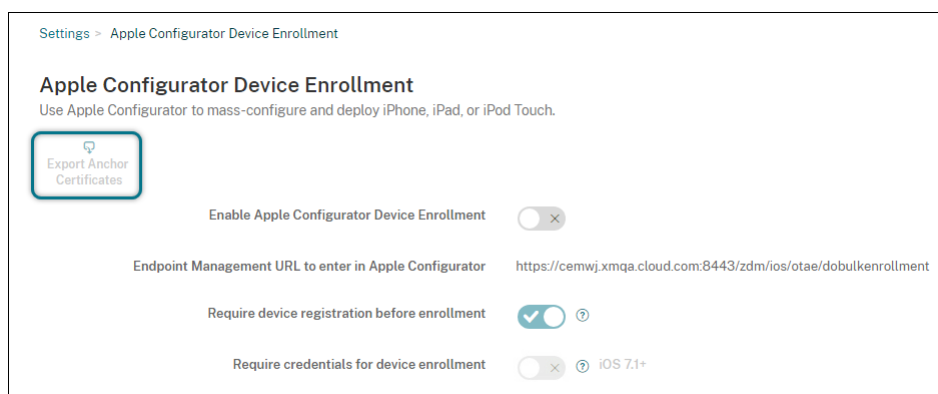 Settings > Apple Configurator Device Enrollment
Apple Configurator Device Enrollment
Use Apple Configurator to mass-configure and deploy iPhone, iPad, or iPod Touch.
Export Anchor
Certificates
Enable Apple Configurator Device Enrollment
Endpoint Management URL to enter in Apple Configurator https://cemwj.xmqa.cloud.com:8443/zdm/ios/otae/dobulkenrollment
Require device registration before enrollment ?
Require credentials for device enrollment ? iOS 7.1+